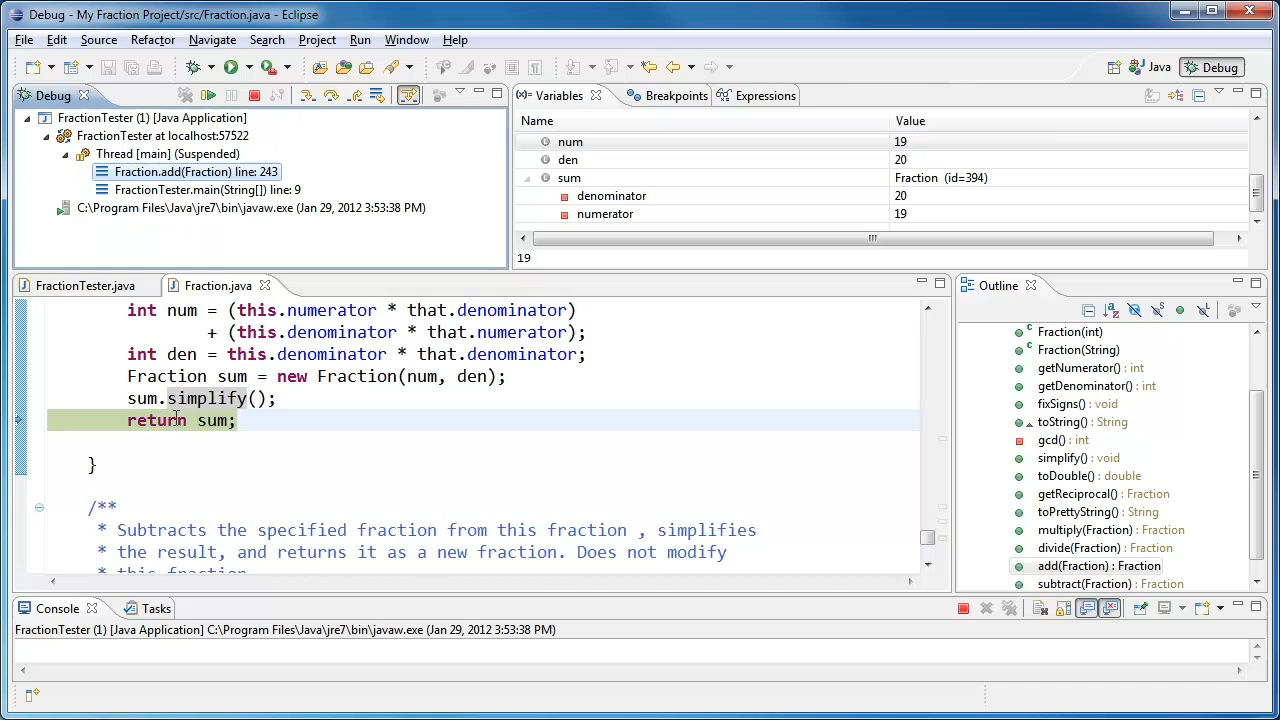 Debug - My Fraction Project/src/Fraction.java - Eclipse
File Edit Source Refactor Navigate Search Project Run Window Help
Java Debug
Debug
FractionTester (1) [Java Application]
FractionTester at localhost:57522
Thread [main] (Suspended)
Fraction.add(Fraction) line: 243
FractionTester.main(String[]) line: 9
C:\Program Files\Java\jre7\bin\javaw.exe (Jan 29, 2012 3:53:38 PM)
Variables Breakpoints Expressions
Name Value
num 19
den 20
sum Fraction (id=394)
denominator 20
numerator 19
19
FractionTester.java Fraction.java
int num = (this.numerator * that.denominator)
+ (this.denominator * that.numerator);
int den = this.denominator * that.denominator;
Fraction sum = new Fraction(num, den);
sum.simplify();
return sum;
}
/**
* Subtracts the specified fraction from this fraction , simplifies
* the result, and returns it as a new fraction. Does not modify
* this fraction
Outline
Fraction(int)
Fraction(String)
getNumerator() : int
getDenominator() : int
fixSigns() : void
toString() : String
gcd() : int
simplify() : void
toDouble() : double
getReciprocal() : Fraction
toPrettyString() : String
multiply(Fraction) : Fraction
divide(Fraction) : Fraction
add(Fraction) : Fraction
subtract(Fraction) : Fraction
Console Tasks
FractionTester (1) [Java Application] C:\Program Files\Java\jre7\bin\javaw.exe (Jan 29, 2012 3:53:38 PM)